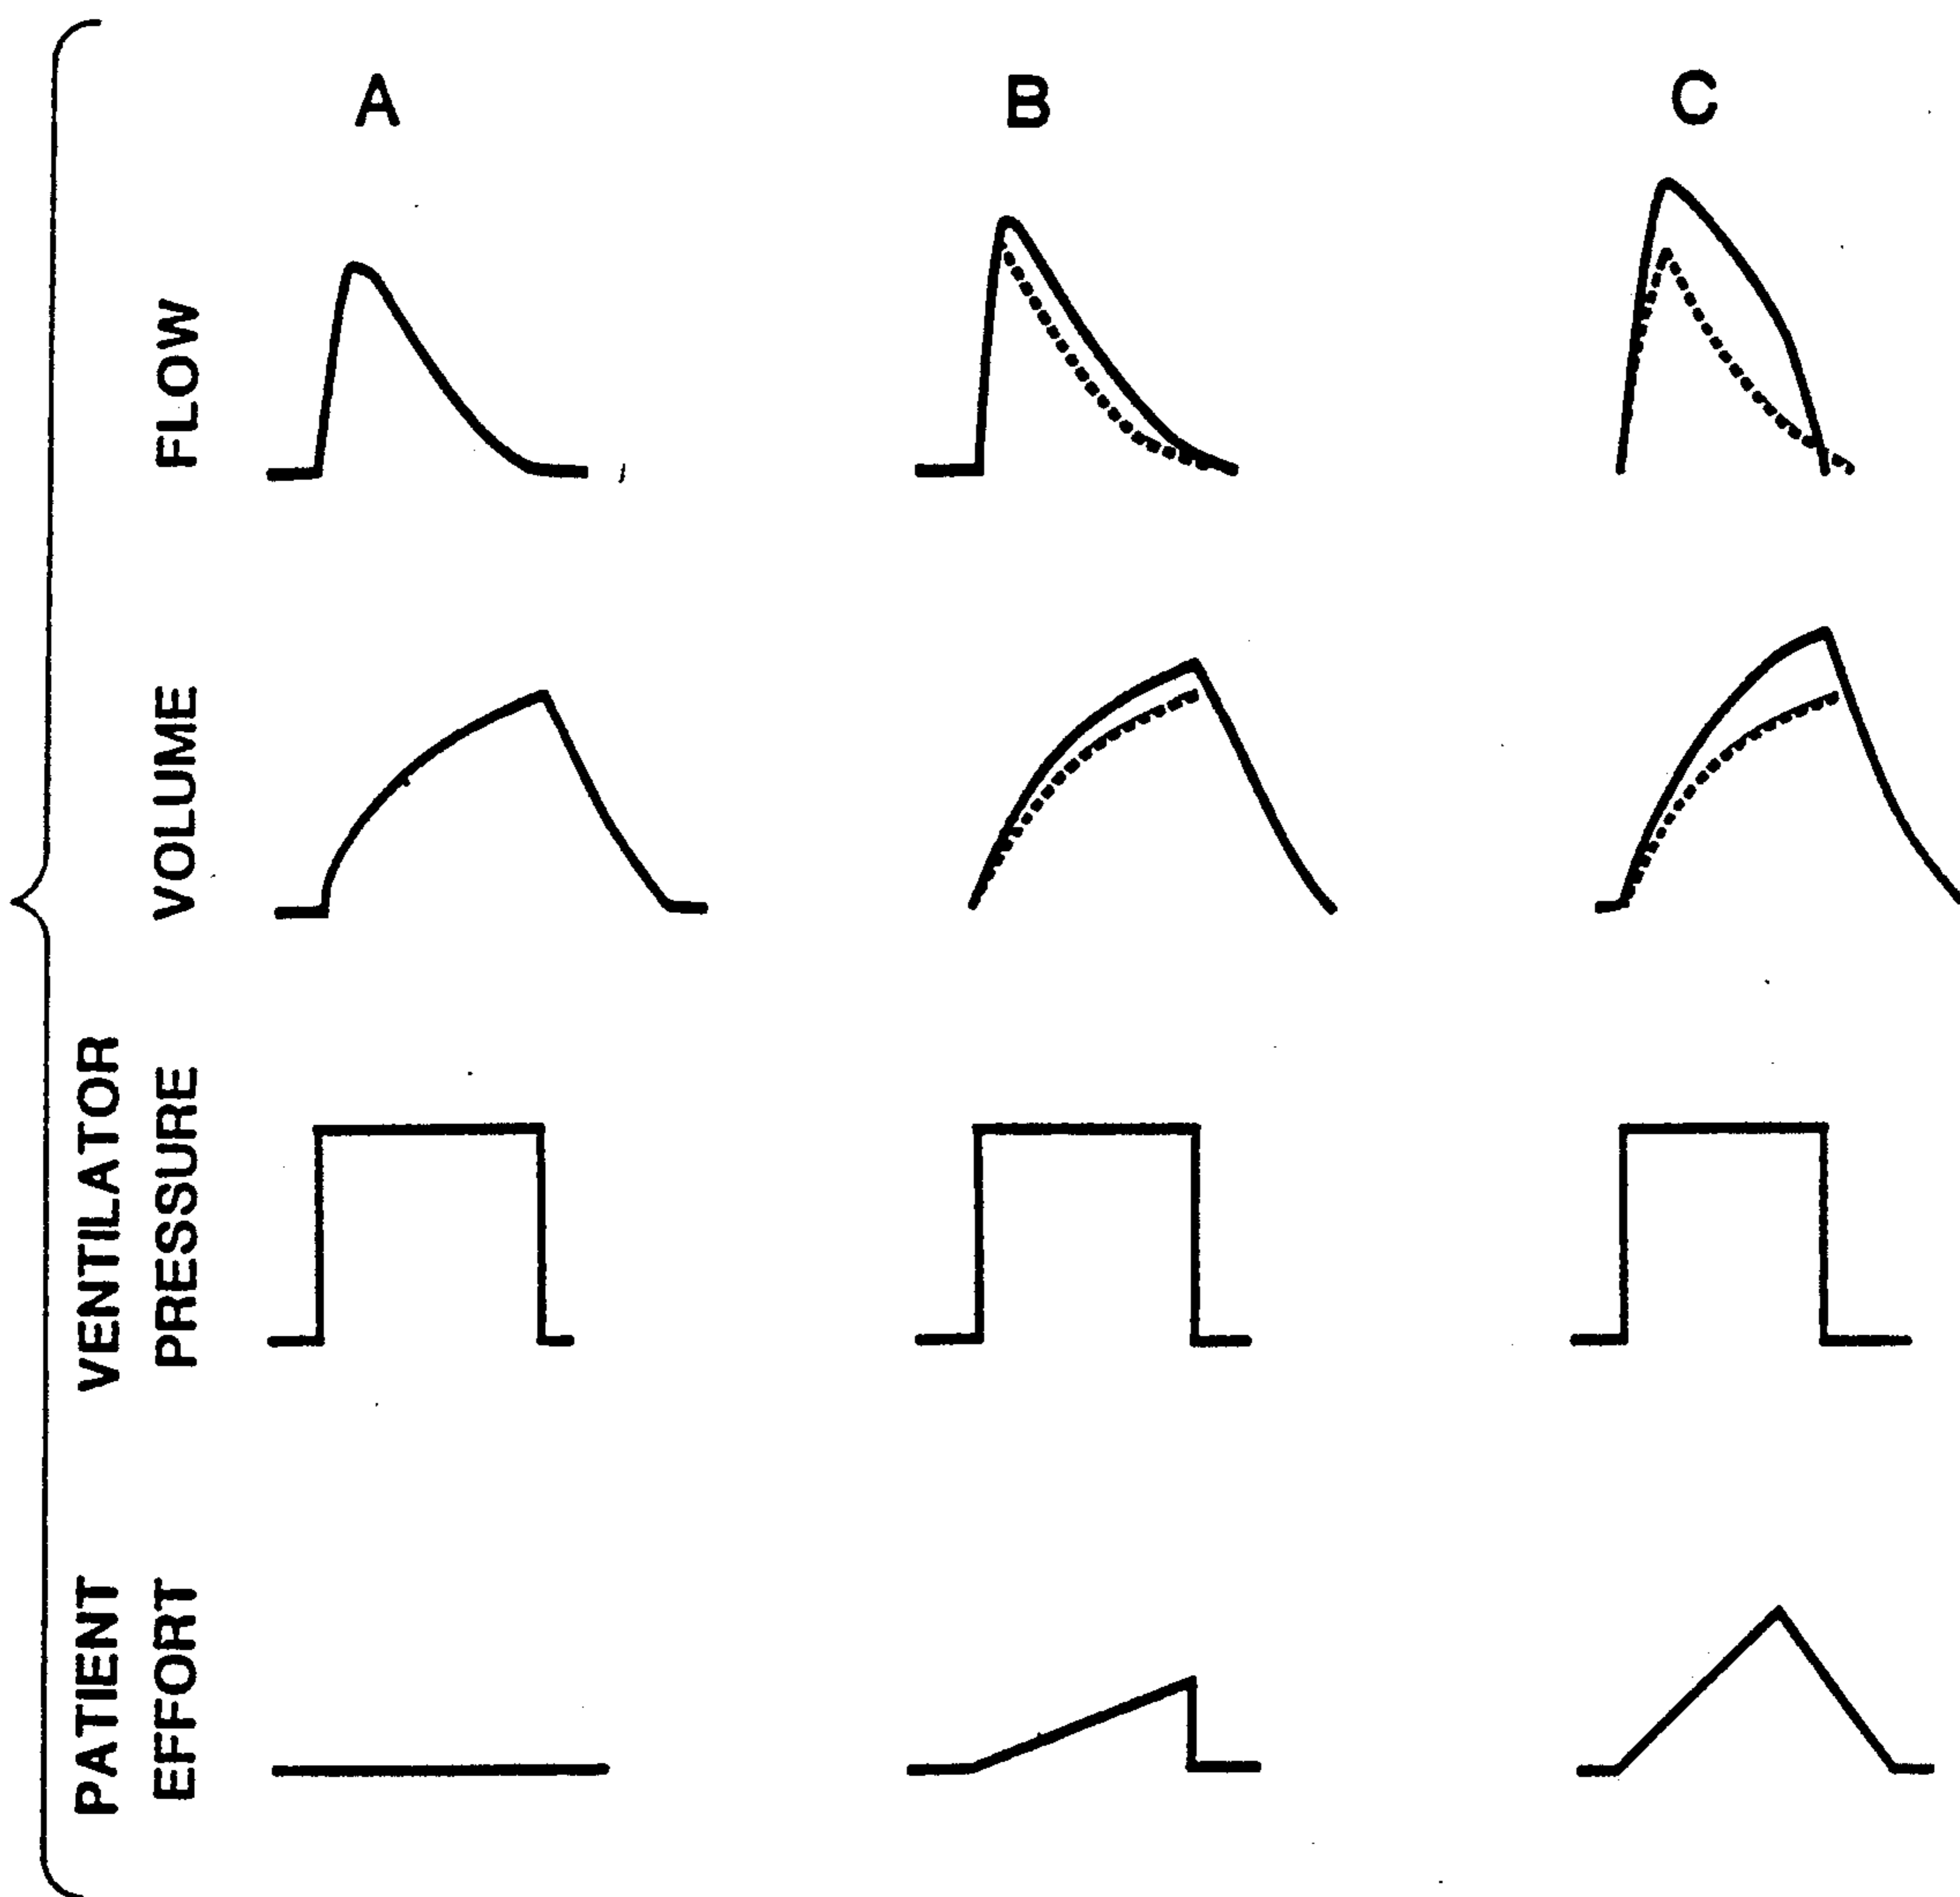 A
B
C
FLOW
VOLUME
VENTILATOR
PRESSURE
PATIENT
EFFORT